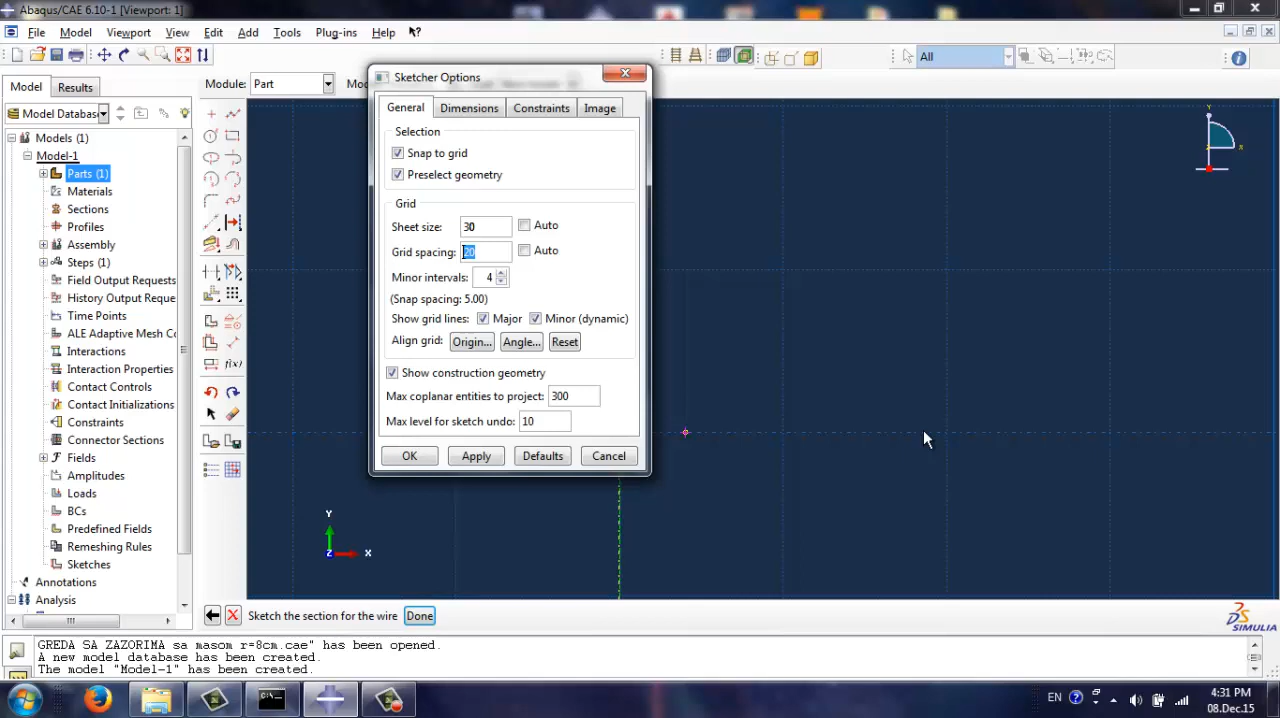 Abaqus/CAE 6.10-1 [Viewport: 1]
File Model Viewport View Edit Add Tools Plug-ins Help
All
Model Results
Module: Part
Model Databas
Models (1)
Model-1
Parts (1)
Materials
Sections
Profiles
Assembly
Steps (1)
Field Output Requests
History Output Reque
Time Points
ALE Adaptive Mesh Co
Interactions
Interaction Properties
Contact Controls
Contact Initializations
Constraints
Connector Sections
Fields
Amplitudes
Loads
BCs
Predefined Fields
Remeshing Rules
Sketches
Annotations
Analysis
f(x)
Sketcher Options
General Dimensions Constraints Image
Selection
Snap to grid
Preselect geometry
Grid
Sheet size: 30 Auto
Grid spacing: 20 Auto
Minor intervals: 4
(Snap spacing: 5.00)
Show grid lines: Major Minor (dynamic)
Align grid: Origin... Angle... Reset
Show construction geometry
Max coplanar entities to project: 300
Max level for sketch undo: 10
OK Apply Defaults Cancel
Y
X
Y
Z X
Sketch the section for the wire Done
SIMULIA
GREDA SA ZAZORIMA sa masom r=8cm.cae" has been opened.
A new model database has been created.
The model "Model-1" has been created.
EN
4:31 PM
08.Dec.15